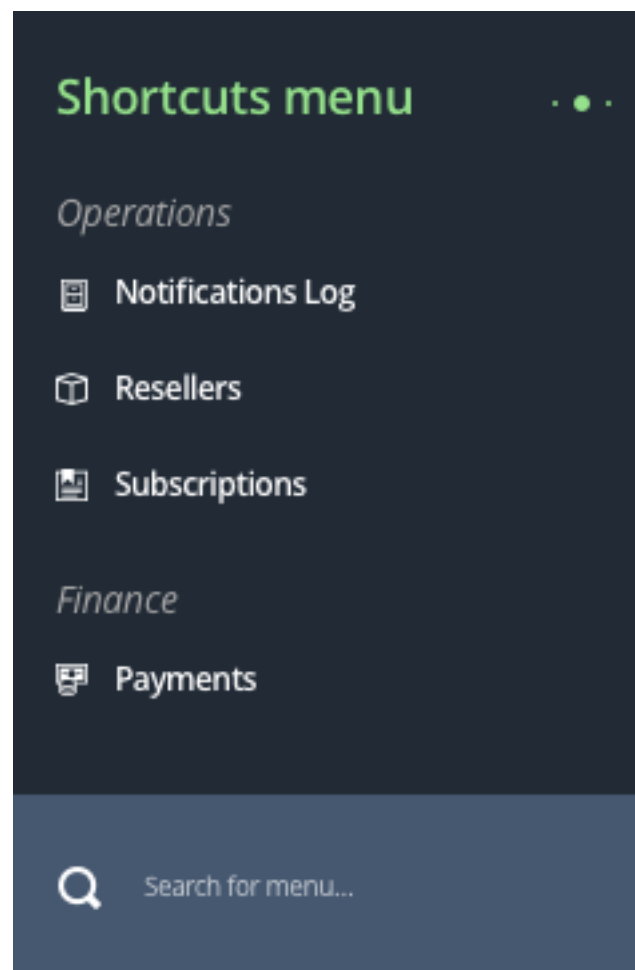 Shortcuts menu
Operations
Notifications Log
Resellers
Subscriptions
Finance
Payments
Search for menu...